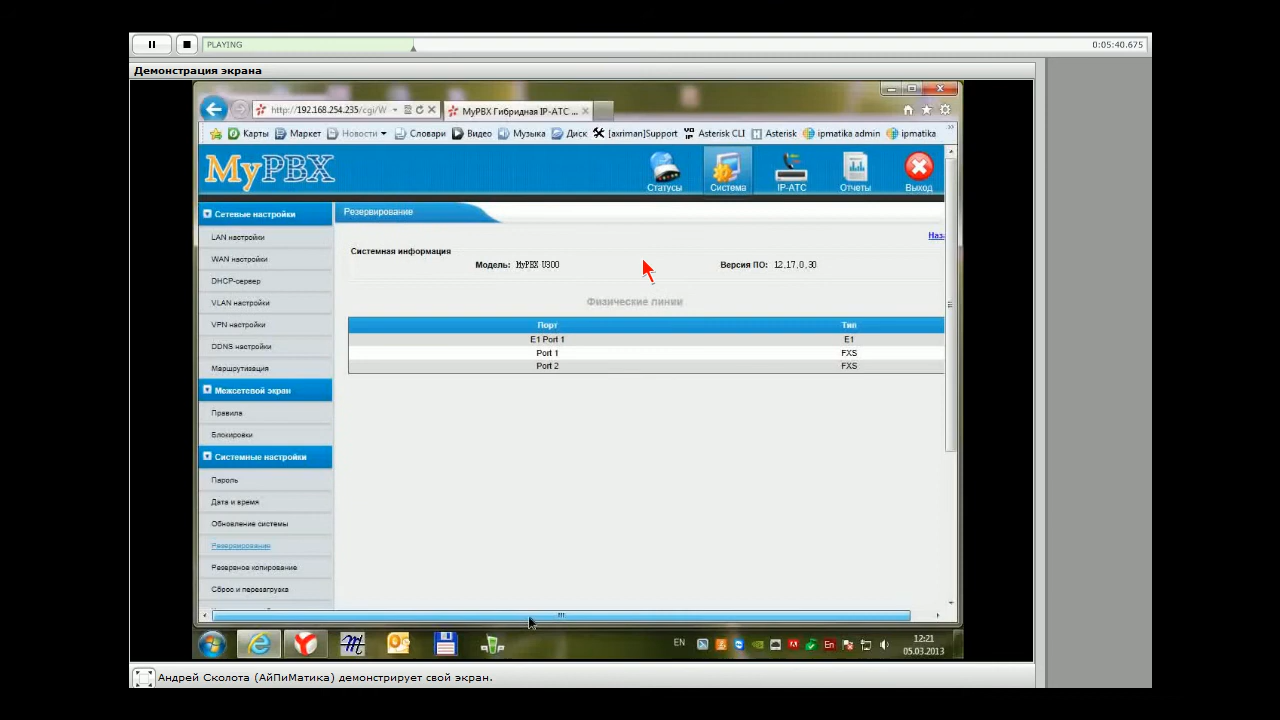 PLAYING
0:05:40.675
Демонстрация экрана
http://192.168.254.235/cgi/W
MyPBX Гибридная IP-АТС ...
Карты Маркет Новости Словари Видео Музыка Диск [axriman]Support Asterisk CLI Asterisk ipmatika admin ipmatika
MyPBX
Статусы Система IP-АТС Отчеты Выход
Сетевые настройки
Резервирование
LAN настройки
Наза
Системная информация
WAN настройки
Модель: MyPBX U300 Версия ПО: 12.17.0.30
DHCP-сервер
VLAN настройки
Физические линии
VPN настройки
Порт Тип
E1 Port 1 E1
DDNS настройки
Port 1 FXS
Маршрутизация
Port 2 FXS
Межсетевой экран
Правила
Блокировки
Системные настройки
Пароль
Дата и время
Обновление системы
Резервирование
Резервное копирование
Сброс и перезагрузка
EN
12:21
05.03.2013
Андрей Сколота (АйПиМатика) демонстрирует свой экран.